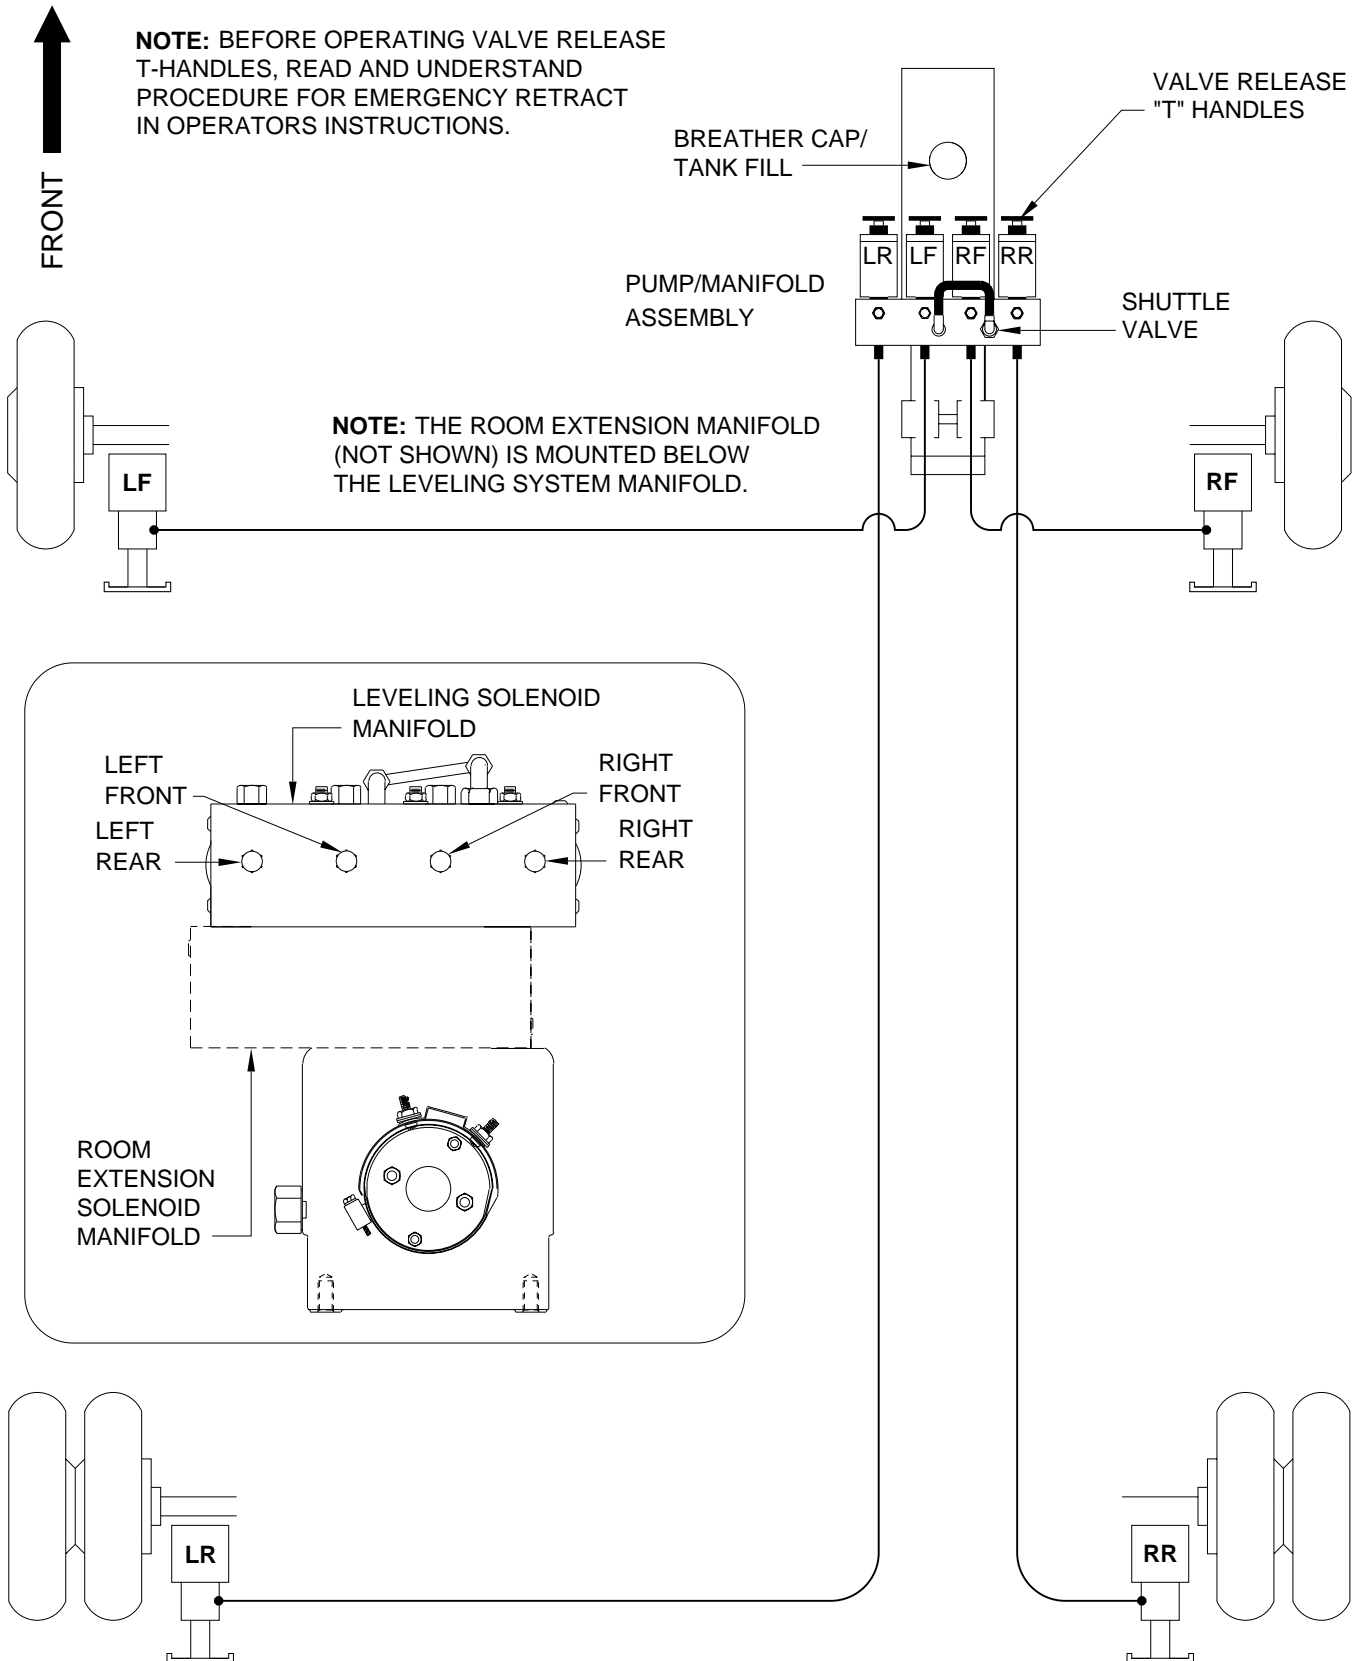 FRONT
NOTE: BEFORE OPERATING VALVE RELEASE
T-HANDLES, READ AND UNDERSTAND
PROCEDURE FOR EMERGENCY RETRACT
IN OPERATORS INSTRUCTIONS.
BREATHER CAP/
TANK FILL
VALVE RELEASE
"T" HANDLES
LR
LF
RF
RR
PUMP/MANIFOLD
ASSEMBLY
SHUTTLE
VALVE
NOTE: THE ROOM EXTENSION MANIFOLD
(NOT SHOWN) IS MOUNTED BELOW
THE LEVELING SYSTEM MANIFOLD.
LF
RF
LEVELING SOLENOID
MANIFOLD
LEFT
FRONT
RIGHT
FRONT
LEFT
REAR
RIGHT
REAR
ROOM
EXTENSION
SOLENOID
MANIFOLD
LR
RR